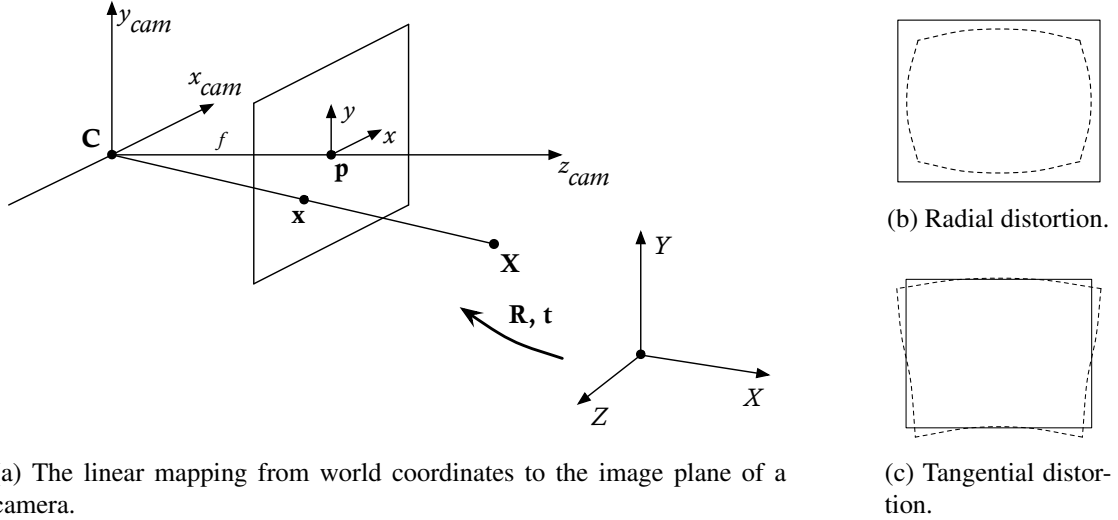 y_cam
x_cam
C
f
y
x
p
z_cam
x
X
R, t
Y
X
Z
a) The linear mapping from world coordinates to the image plane of a
camera.
(b) Radial distortion.
(c) Tangential distor-
tion.